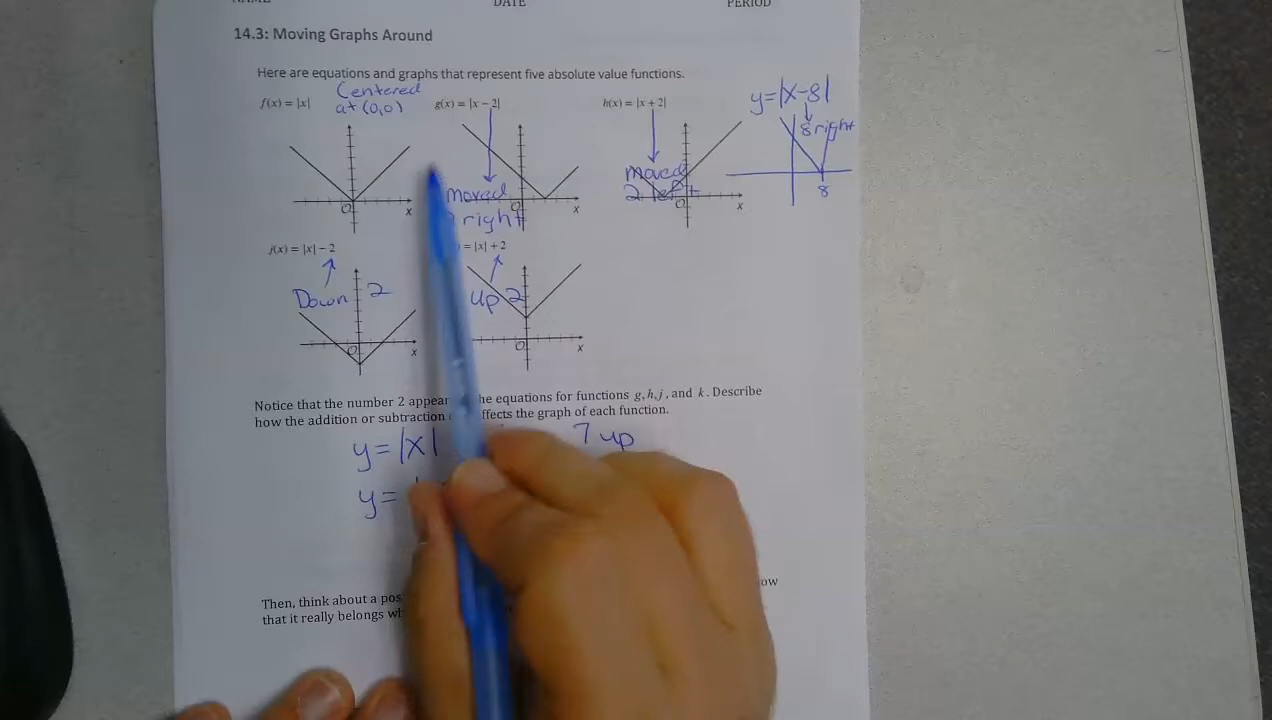 NAME DATE PERIOD
14.3: Moving Graphs Around
Here are equations and graphs that represent five absolute value functions.
f(x) = |x|
Centered
at (0,0)
g(x) = |x − 2|
moved
right
h(x) = |x + 2|
moved
2 left
y=|x-8|
8 right
8
O x
O x
O x
j(x) = |x| − 2
Down 2
= |x| + 2
up 2
O x
O x
Notice that the number 2 appear he equations for functions g, h, j, and k. Describe
how the addition or subtraction ffects the graph of each function.
y=|x| 7 up
y=
ow
Then, think about a pos
that it really belongs w